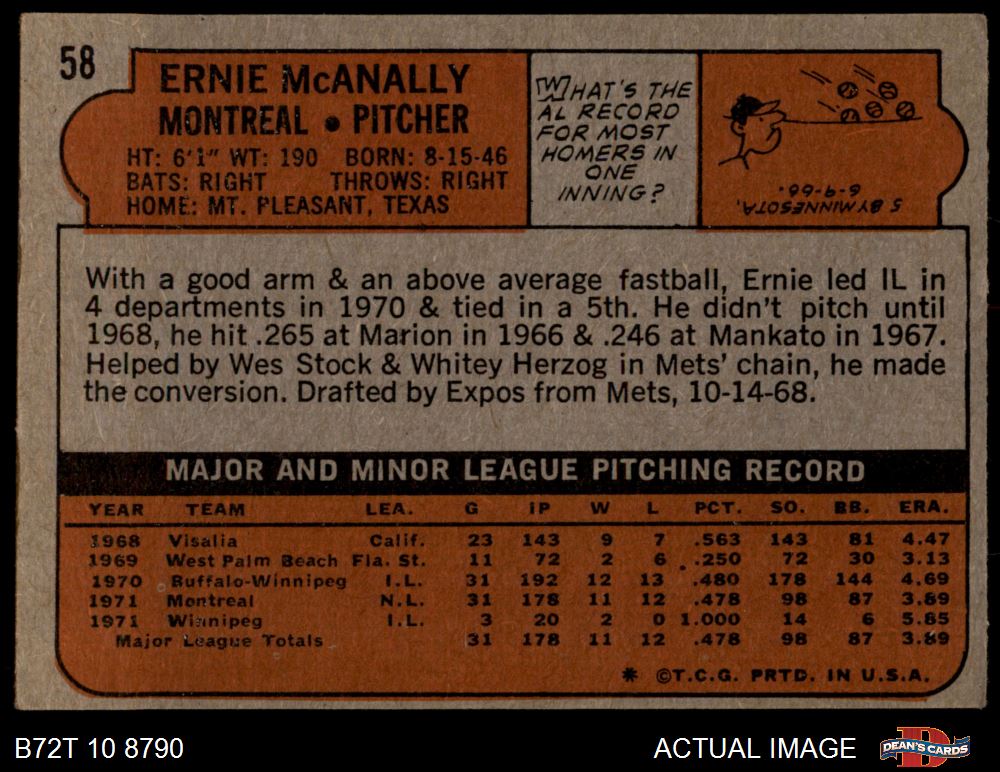 58
ERNIE McANALLY
MONTREAL • PITCHER
HT: 6'1" WT: 190 BORN: 8-15-46
BATS: RIGHT THROWS: RIGHT
HOME: MT. PLEASANT, TEXAS
WHAT'S THE
AL RECORD
FOR MOST
HOMERS IN
ONE
INNING?
5 BY MINNESOTA,
6-9-66.
With a good arm & an above average fastball, Ernie led IL in
4 departments in 1970 & tied in a 5th. He didn't pitch until
1968, he hit .265 at Marion in 1966 & .246 at Mankato in 1967.
Helped by Wes Stock & Whitey Herzog in Mets' chain, he made
the conversion. Drafted by Expos from Mets, 10-14-68.
MAJOR AND MINOR LEAGUE PITCHING RECORD
YEAR TEAM LEA. G IP W L PCT. SO. BB. ERA.
1968 Visalia Calif. 23 143 9 7 .563 143 81 4.47
1969 West Palm Beach Fla. St. 11 72 2 6 .250 72 30 3.13
1970 Buffalo-Winnipeg I.L. 31 192 12 13 .480 178 144 4.69
1971 Montreal N.L. 31 178 11 12 .478 98 87 3.89
1971 Winnipeg I.L. 3 20 2 0 1.000 14 6 5.85
Major League Totals 31 178 11 12 .478 98 87 3.89
* ©T.C.G. PRTD. IN U.S.A.
B72T 10 8790
ACTUAL IMAGE
DEAN'S CARDS